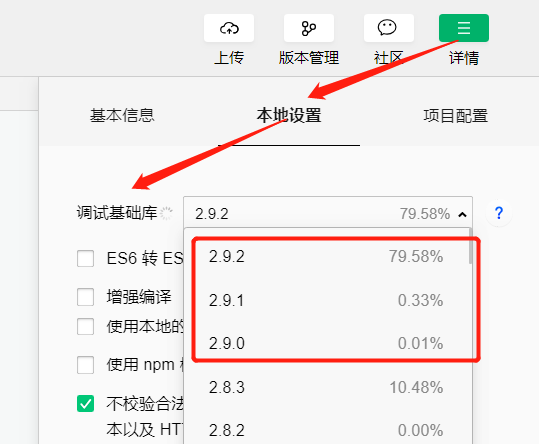 上传 版本管理 社区 详情
基本信息 本地设置 项目配置
调试基础库 2.9.2 79.58% ?
2.9.2 79.58%
ES6 转 ES
2.9.1 0.33%
增强编译
使用本地的
2.9.0 0.01%
使用 npm
2.8.3 10.48%
不校验合法
本以及 HT
2.8.2 0.00%